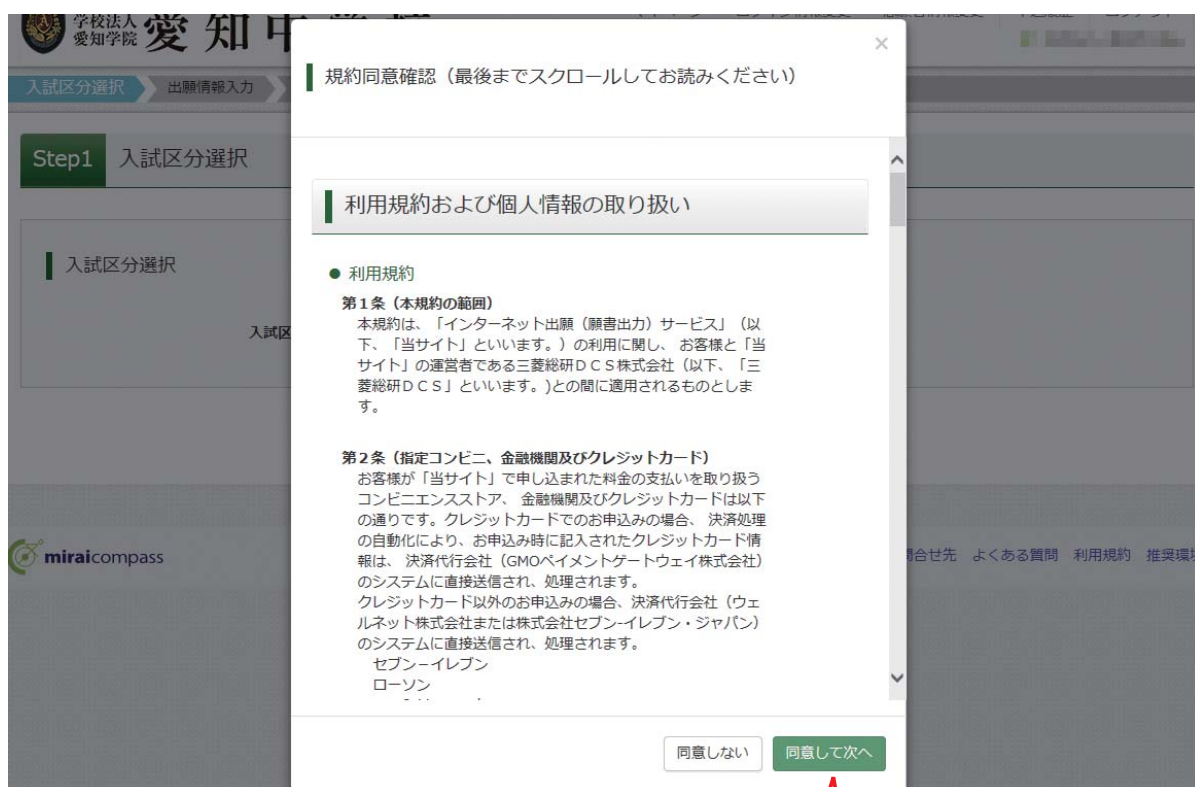 学校法人
愛知学院
愛知中
×
規約同意確認（最後までスクロールしてお読みください）
入試区分選択
出願情報入力
Step1 入試区分選択
利用規約および個人情報の取り扱い
入試区分選択
● 利用規約
第１条（本規約の範囲）
本規約は、「インターネット出願（願書出力）サービス」（以
下、「当サイト」といいます。）の利用に関し、 お客様と「当
サイト」の運営者である三菱総研ＤＣＳ株式会社（以下、「三
菱総研ＤＣＳ」といいます。)との間に適用されるものとしま
す。
入試区
第２条（指定コンビニ、金融機関及びクレジットカード）
お客様が「当サイト」で申し込まれた料金の支払いを取り扱う
コンビニエンスストア、 金融機関及びクレジットカードは以下
の通りです。クレジットカードでのお申込みの場合、 決済処理
の自動化により、お申込み時に記入されたクレジットカード情
報は、 決済代行会社（GMOペイメントゲートウェイ株式会社）
のシステムに直接送信され、処理されます。
クレジットカード以外のお申込みの場合、決済代行会社（ウェ
ルネット株式会社または株式会社セブン‐イレブン・ジャパン）
のシステムに直接送信され、処理されます。
セブン－イレブン
ローソン
miraicompass
合せ先 よくある質問 利用規約 推奨環
同意しない
同意して次へ